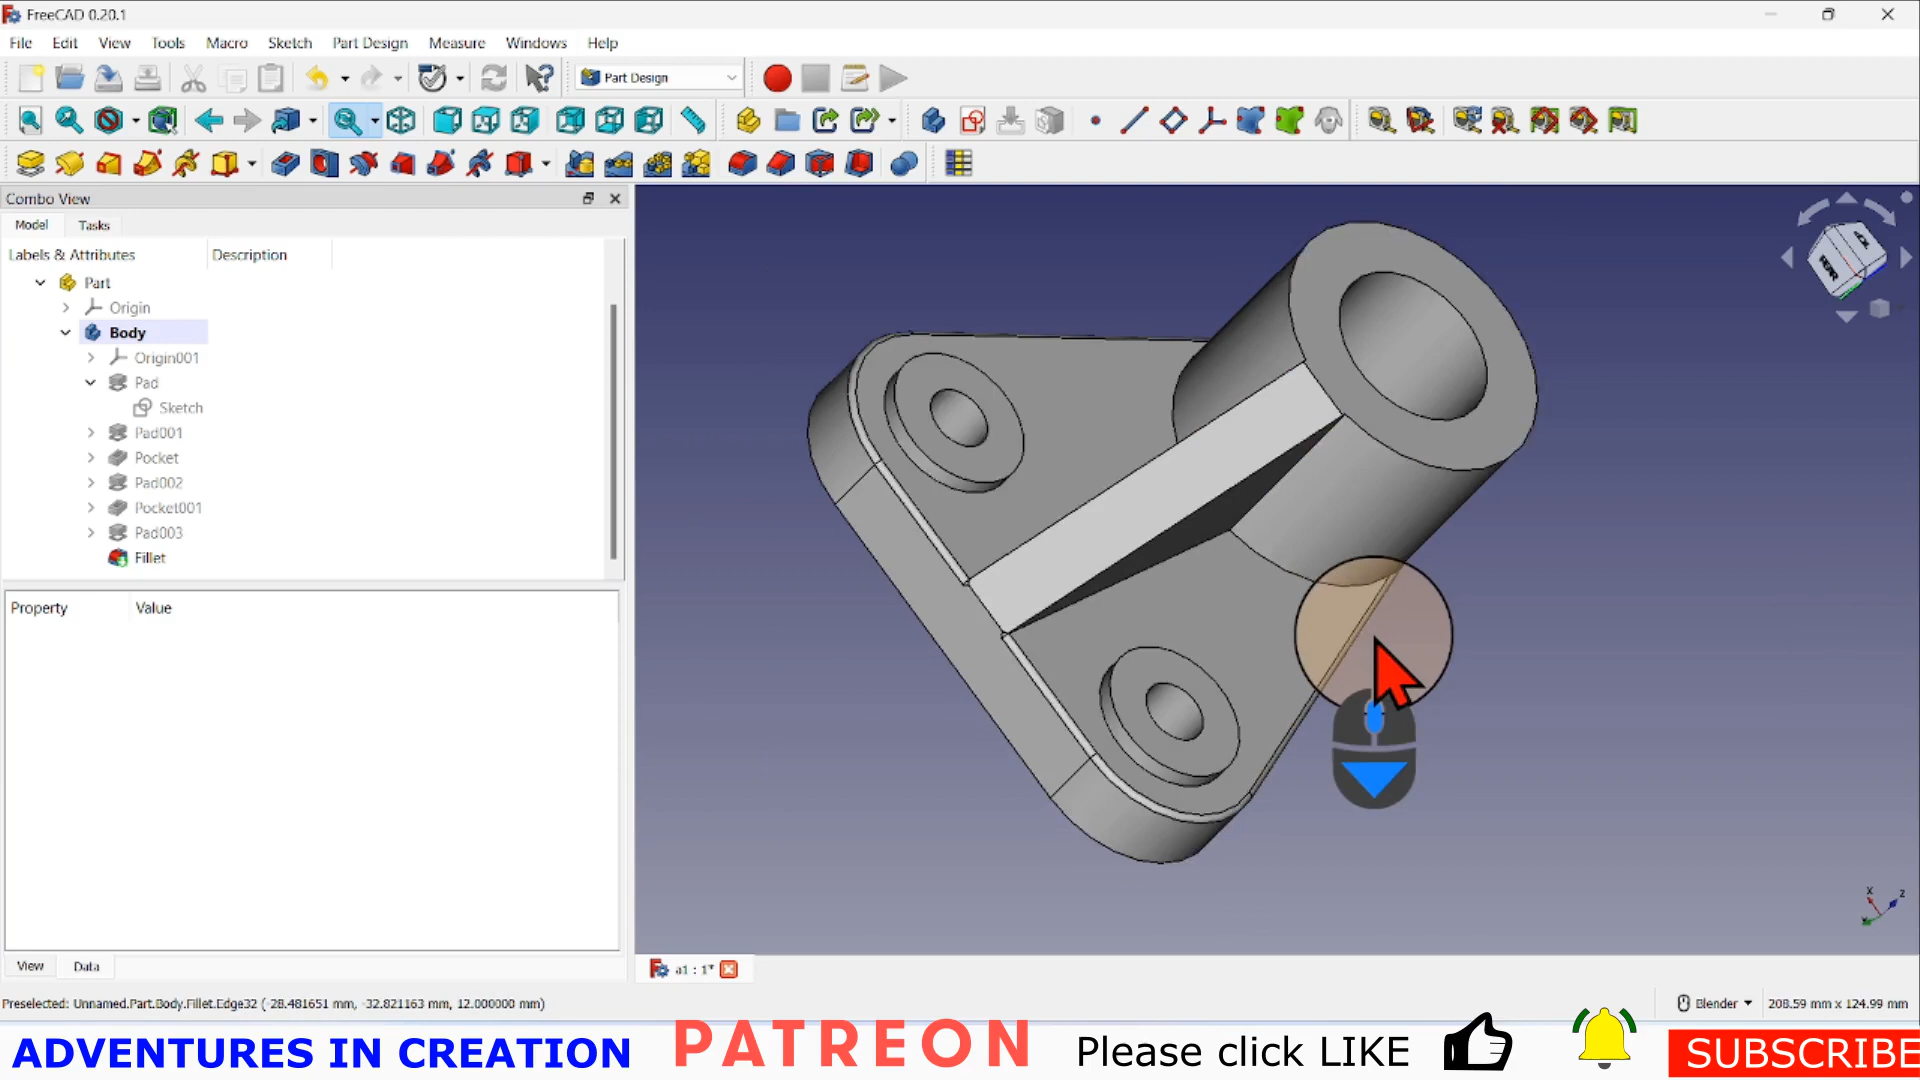 FreeCAD 0.20.1
File Edit View Tools Macro Sketch Part Design Measure Windows Help
Part Design
Combo View
Model Tasks
Labels & Attributes Description
Part
Origin
Body
Origin001
Pad
Sketch
Pad001
Pocket
Pad002
Pocket001
Pad003
Fillet
Property Value
View Data
REAR
X Z
a1 : 1*
Preselected: Unnamed.Part.Body.Fillet.Edge32 (-28.481651 mm, -32.821163 mm, 12.000000 mm)
Blender 208.59 mm x 124.99 mm
ADVENTURES IN CREATION PATREON Please click LIKE SUBSCRIBE